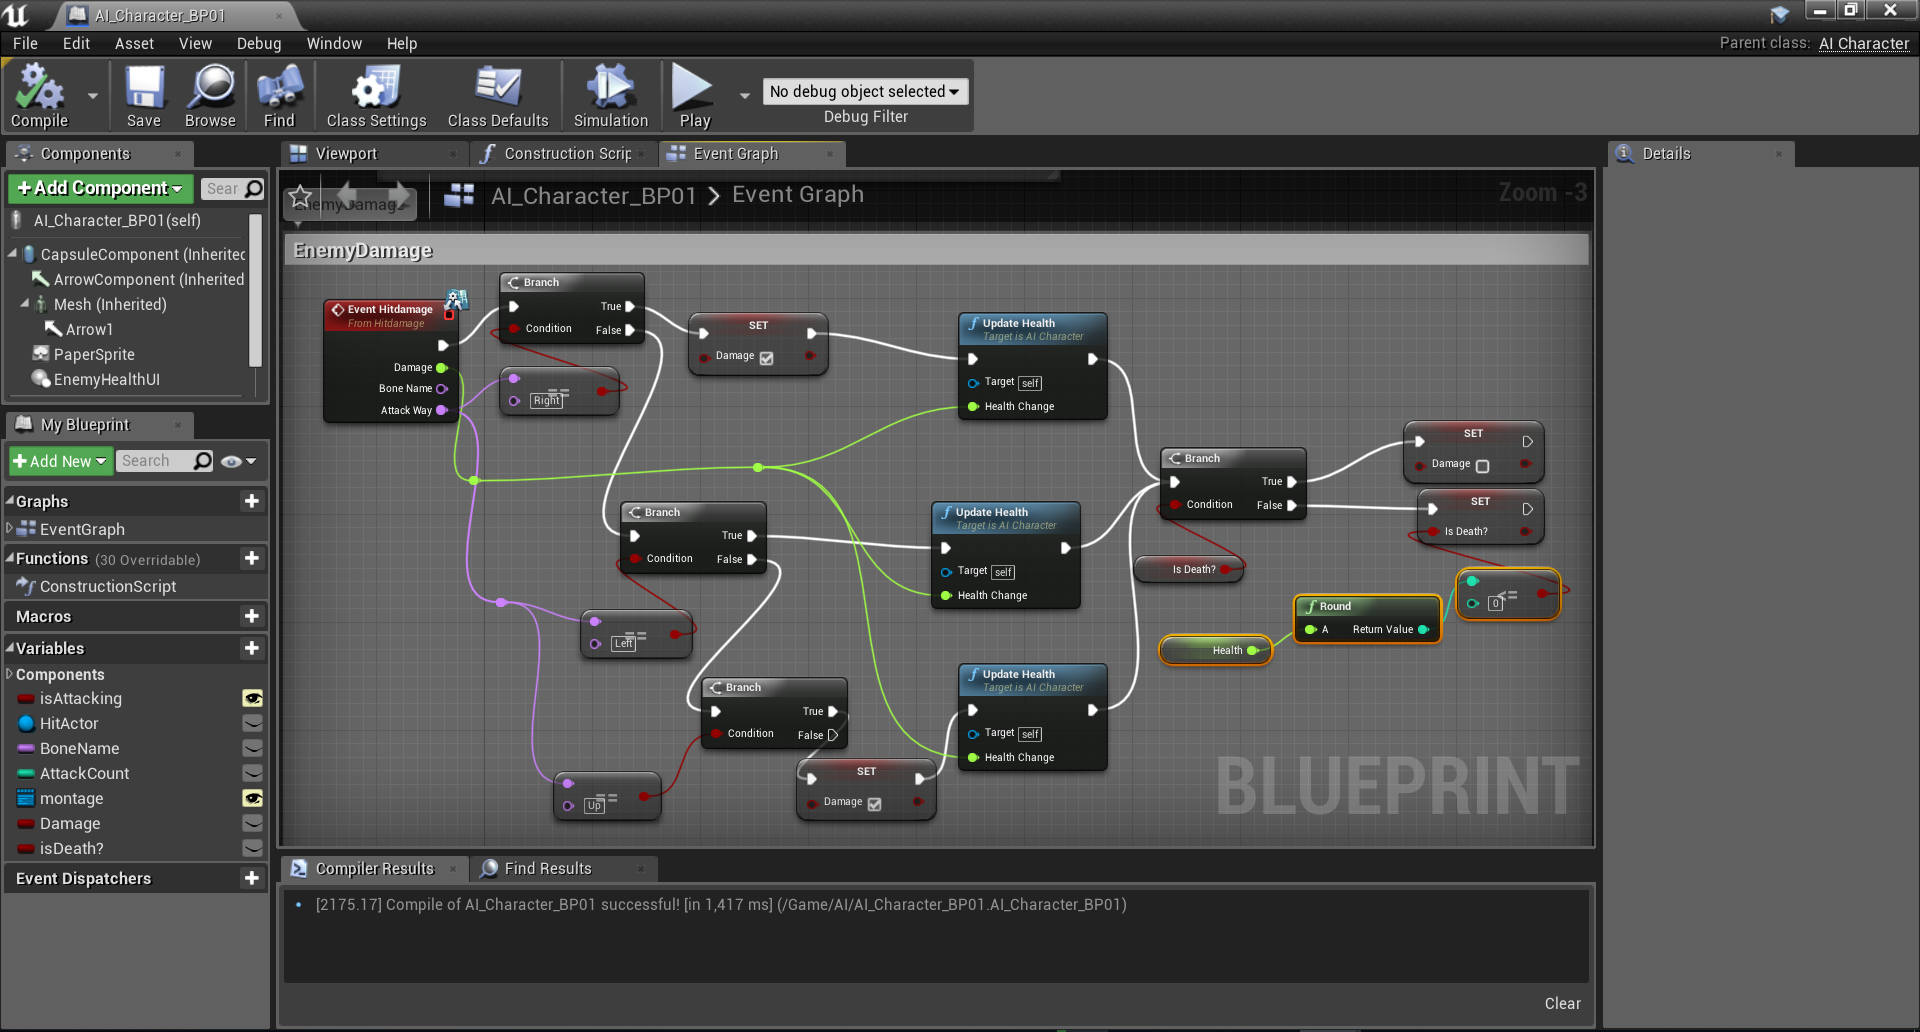 AI_Character_BP01
File Edit Asset View Debug Window Help
Parent class: AI Character
Compile
Save
Browse
Find
Class Settings
Class Defaults
Simulation
Play
No debug object selected
Debug Filter
Components
Viewport
Construction Scrip
Event Graph
Details
+Add Component
Sear
AI_Character_BP01(self)
CapsuleComponent (Inherited
ArrowComponent (Inherited
Mesh (Inherited)
Arrow1
PaperSprite
EnemyHealthUI
My Blueprint
+Add New
Search
Graphs
EventGraph
Functions (30 Overridable)
ConstructionScript
Macros
Variables
Components
isAttacking
HitActor
BoneName
AttackCount
montage
Damage
isDeath?
Event Dispatchers
EnemyDamage
AI_Character_BP01 > Event Graph
Zoom -3
EnemyDamage
Event Hitdamage
From Hitdamage
Damage
Bone Name
Attack Way
Branch
True
Condition
False
==
Right
SET
Damage
Update Health
Target is AI Character
Target self
Health Change
Branch
True
Condition
False
==
Left
Update Health
Target is AI Character
Target self
Health Change
Branch
True
Condition
False
==
Up
SET
Damage
Update Health
Target is AI Character
Target self
Health Change
Branch
True
Condition
False
Is Death?
SET
Damage
SET
Is Death?
Health
Round
A Return Value
<=
0
BLUEPRINT
Compiler Results
Find Results
[2175.17] Compile of AI_Character_BP01 successful! [in 1,417 ms] (/Game/AI/AI_Character_BP01.AI_Character_BP01)
Clear